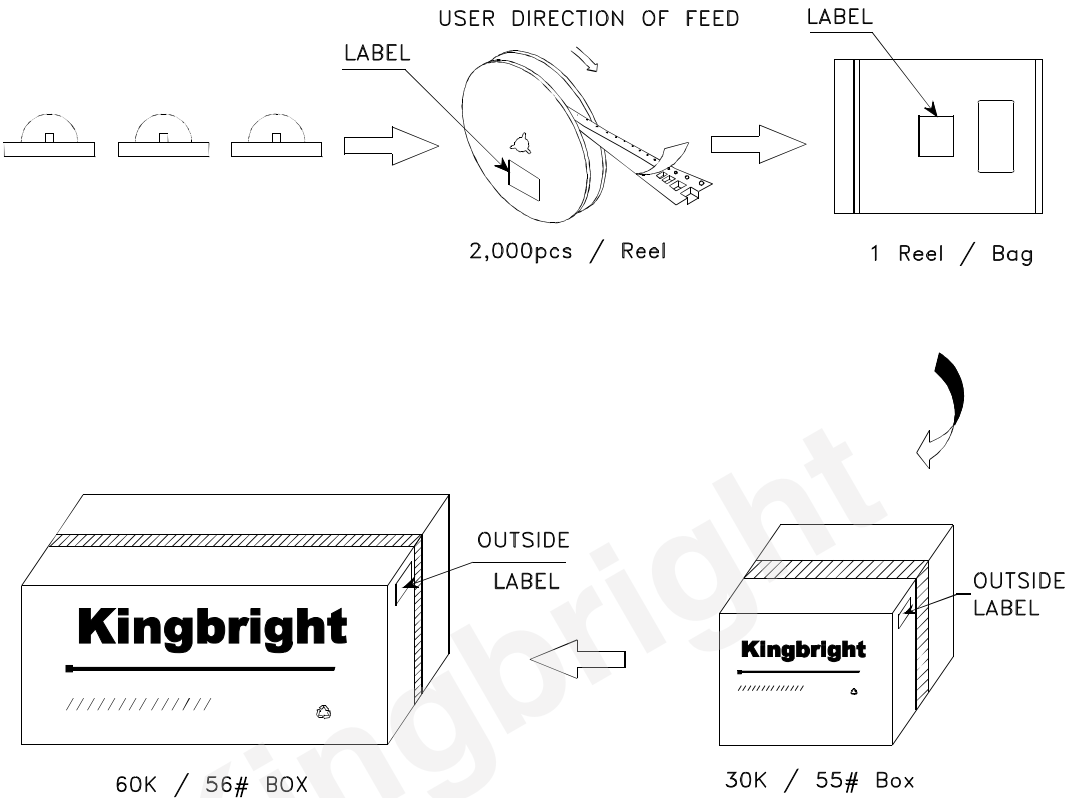 USER DIRECTION OF FEED
LABEL
LABEL
2,000pcs / Reel
1 Reel / Bag
OUTSIDE
LABEL
Kingbright
60K / 56# BOX
OUTSIDE
LABEL
Kingbright
30K / 55# Box
Kingbright